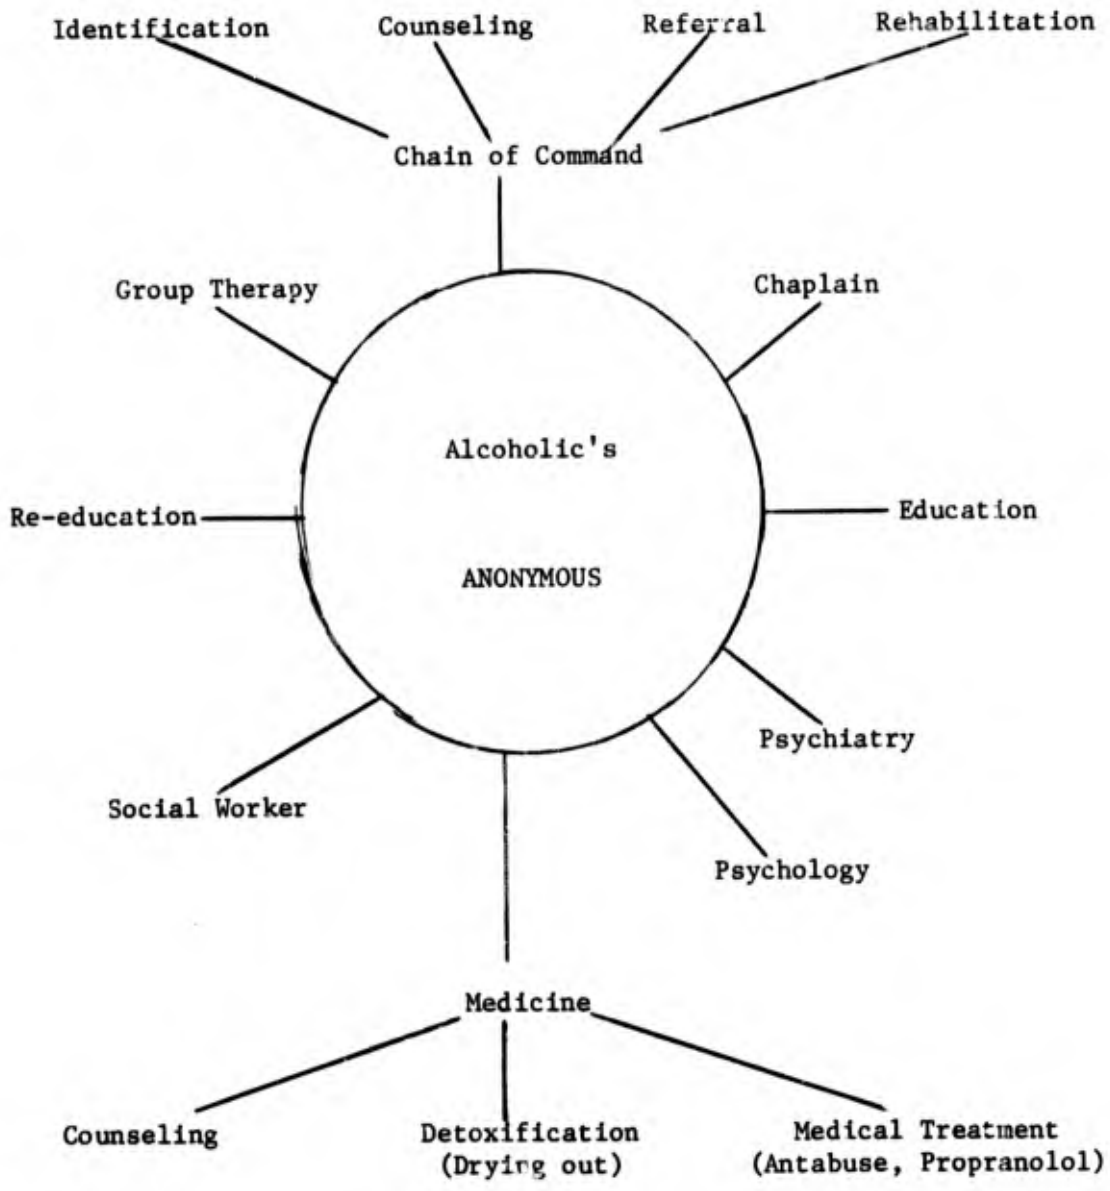 Identification Counseling Referral Rehabilitation
Chain of Command
Group Therapy Chaplain
Alcoholic's
Re-education Education
ANONYMOUS
Psychiatry
Social Worker
Psychology
Medicine
Counseling Detoxification Medical Treatment
(Drying out) (Antabuse, Propranolol)